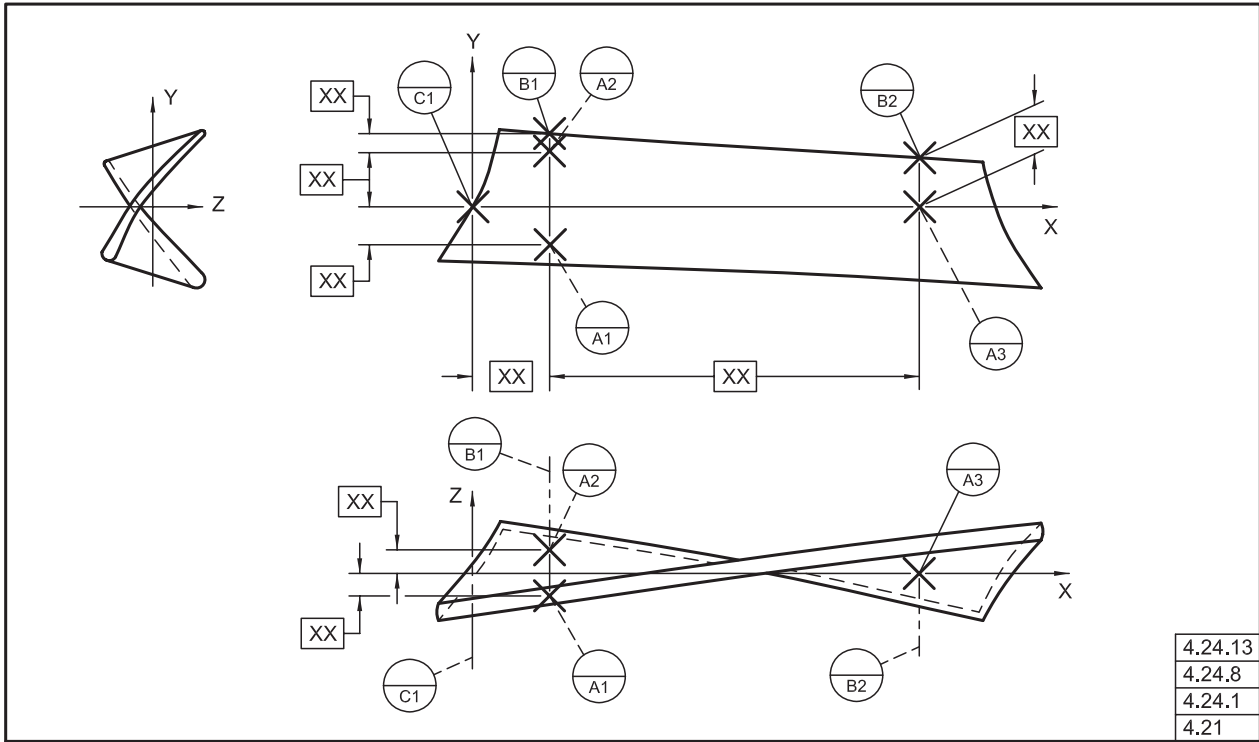 Y
Z
Y
C1
B1
A2
B2
XX
XX
XX
XX
X
A1
A3
XX
XX
B1
A2
A3
Z
XX
X
XX
C1
A1
B2
4.24.13
4.24.8
4.24.1
4.21